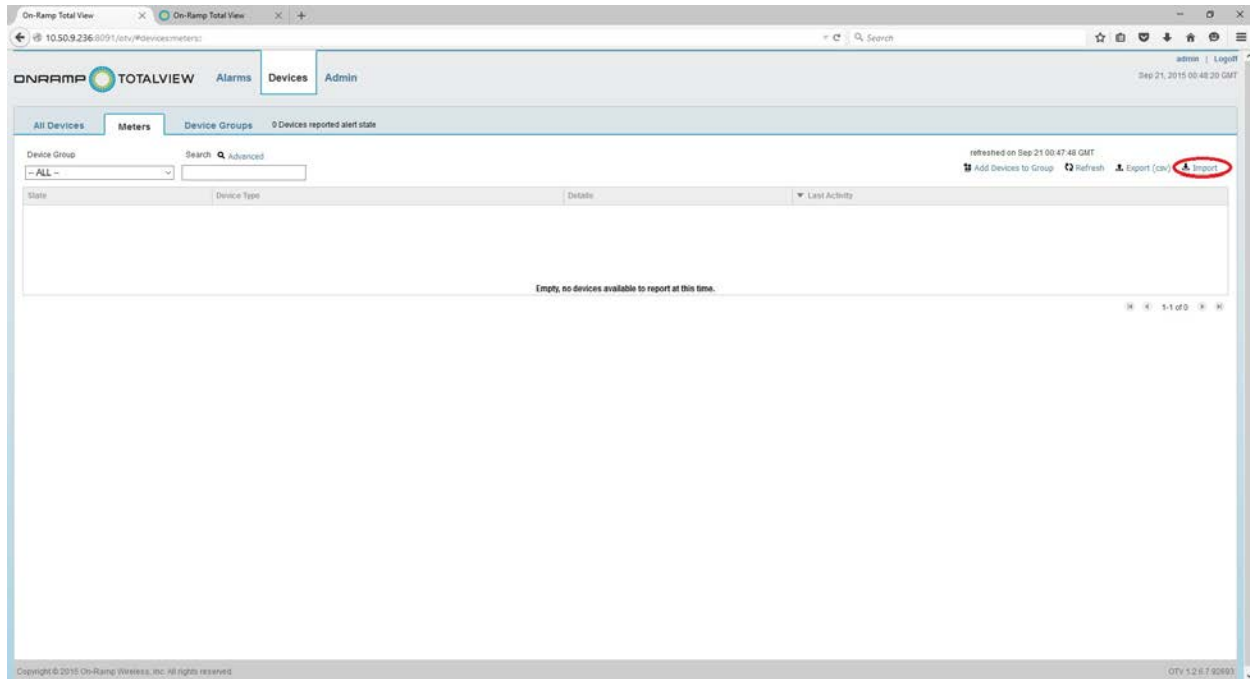 On-Ramp Total View
On-Ramp Total View
10.50.9.236:8091/otv/#devices:meters:
Search
admin | Logoff
ONRAMP TOTALVIEW
Alarms
Devices
Admin
Sep 21, 2015 00:48:20 GMT
All Devices
Meters
Device Groups
0 Devices reported alert state
Device Group
Search Advanced
refreshed on Sep 21 00:47:48 GMT
-- ALL --
Add Devices to Group
Refresh
Export (csv)
Import
State
Device Type
Details
Last Activity
Empty, no devices available to report at this time.
1-1 of 0
Copyright © 2015 On-Ramp Wireless, Inc. All rights reserved.
OTV 1.2.6.7.92693